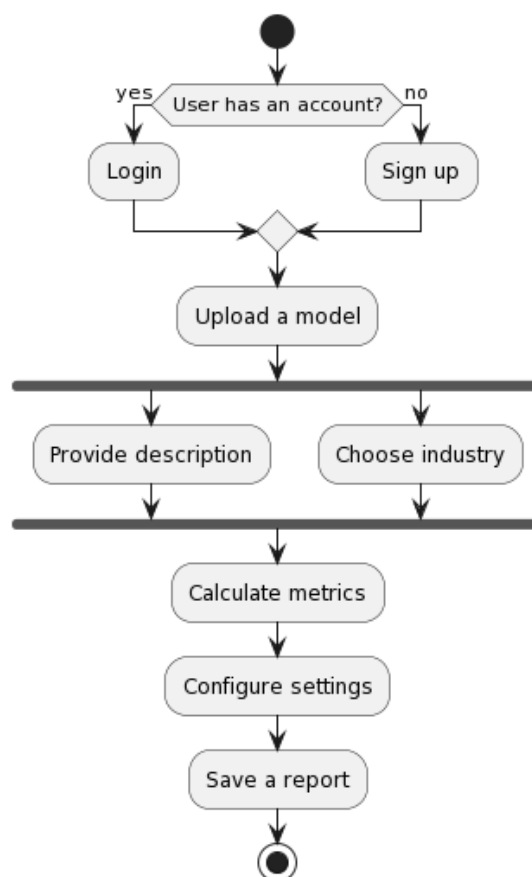 yes
no
User has an account?
Login
Sign up
Upload a model
Provide description
Choose industry
Calculate metrics
Configure settings
Save a report